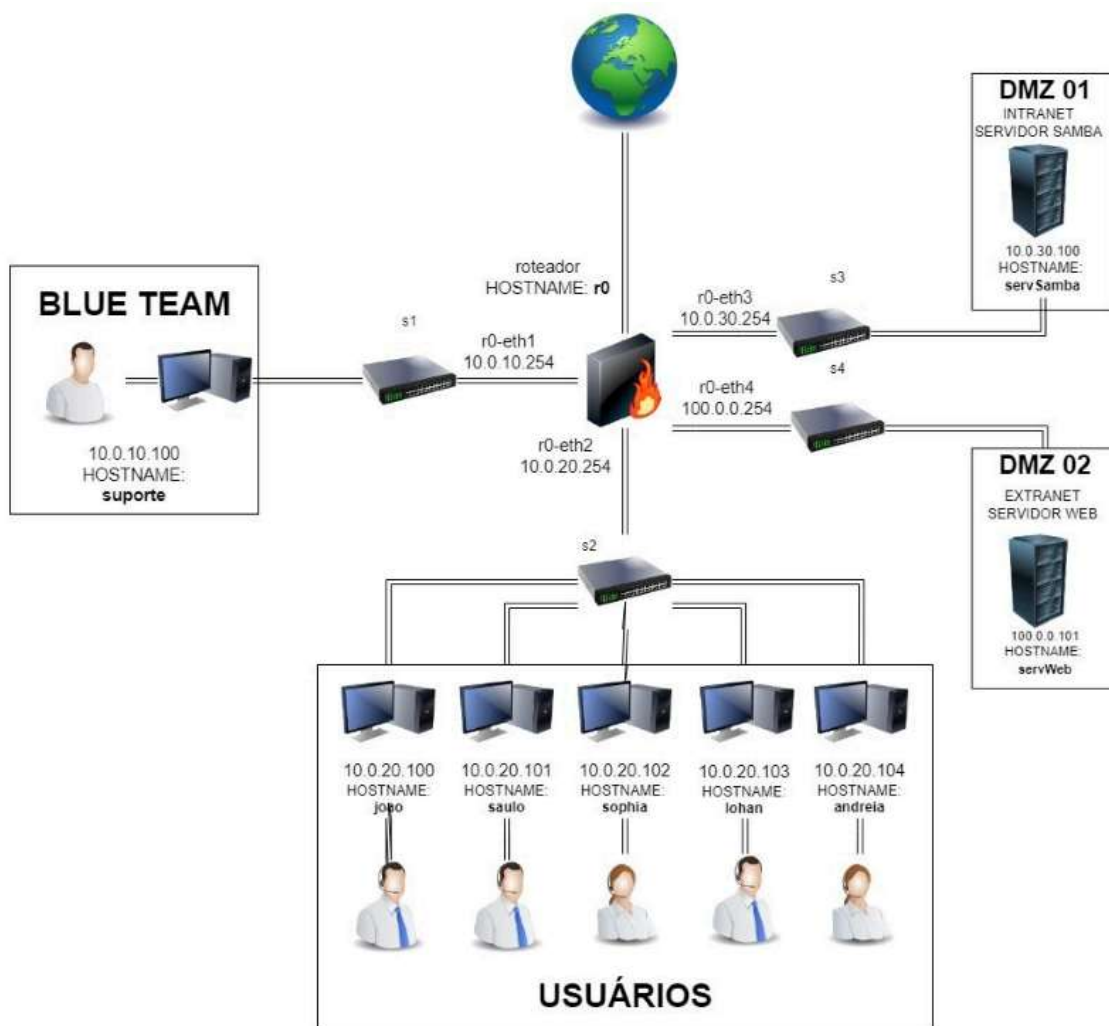 DMZ 01
INTRANET
SERVIDOR SAMBA
10.0.30.100
HOSTNAME:
servSamba
roteador
HOSTNAME: r0
r0-eth3
10.0.30.254
s3
BLUE TEAM
s1
r0-eth1
10.0.10.254
s4
r0-eth4
100.0.0.254
10.0.10.100
HOSTNAME:
suporte
r0-eth2
10.0.20.254
DMZ 02
EXTRANET
SERVIDOR WEB
100.0.0.101
HOSTNAME:
servWeb
s2
10.0.20.100
HOSTNAME:
joao
10.0.20.101
HOSTNAME:
saulo
10.0.20.102
HOSTNAME:
sophia
10.0.20.103
HOSTNAME:
lohan
10.0.20.104
HOSTNAME:
andreia
USUÁRIOS